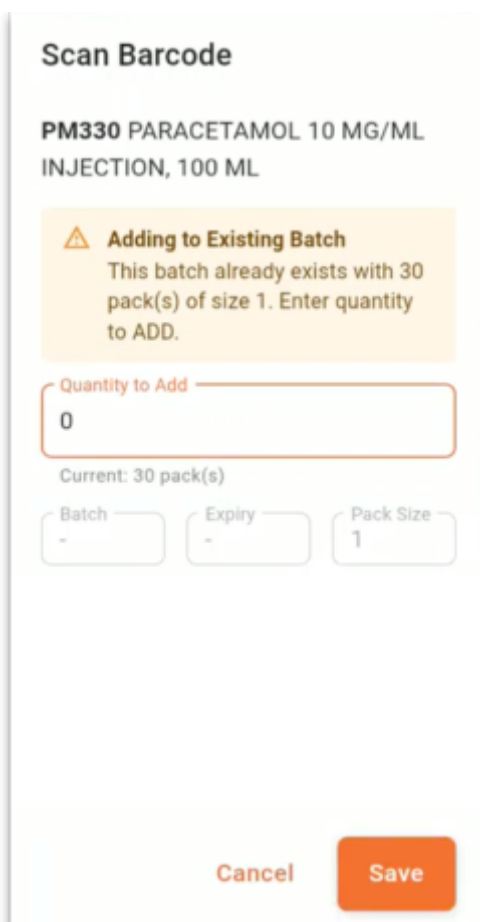 Scan Barcode
PM330 PARACETAMOL 10 MG/ML
INJECTION, 100 ML
Adding to Existing Batch
This batch already exists with 30
pack(s) of size 1. Enter quantity
to ADD.
Quantity to Add
0
Current: 30 pack(s)
Batch Expiry Pack Size
- - 1
Cancel Save